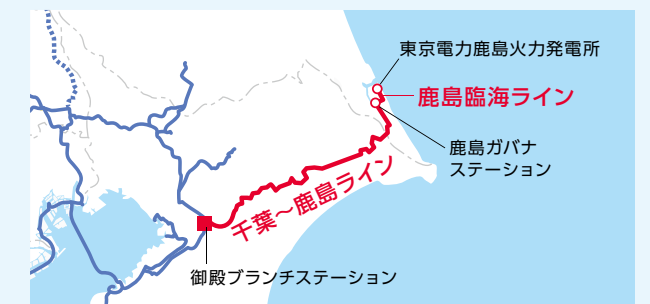 東京電力鹿島火力発電所
鹿島臨海ライン
鹿島ガバナ
ステーション
千葉～鹿島ライン
御殿ブランチステーション